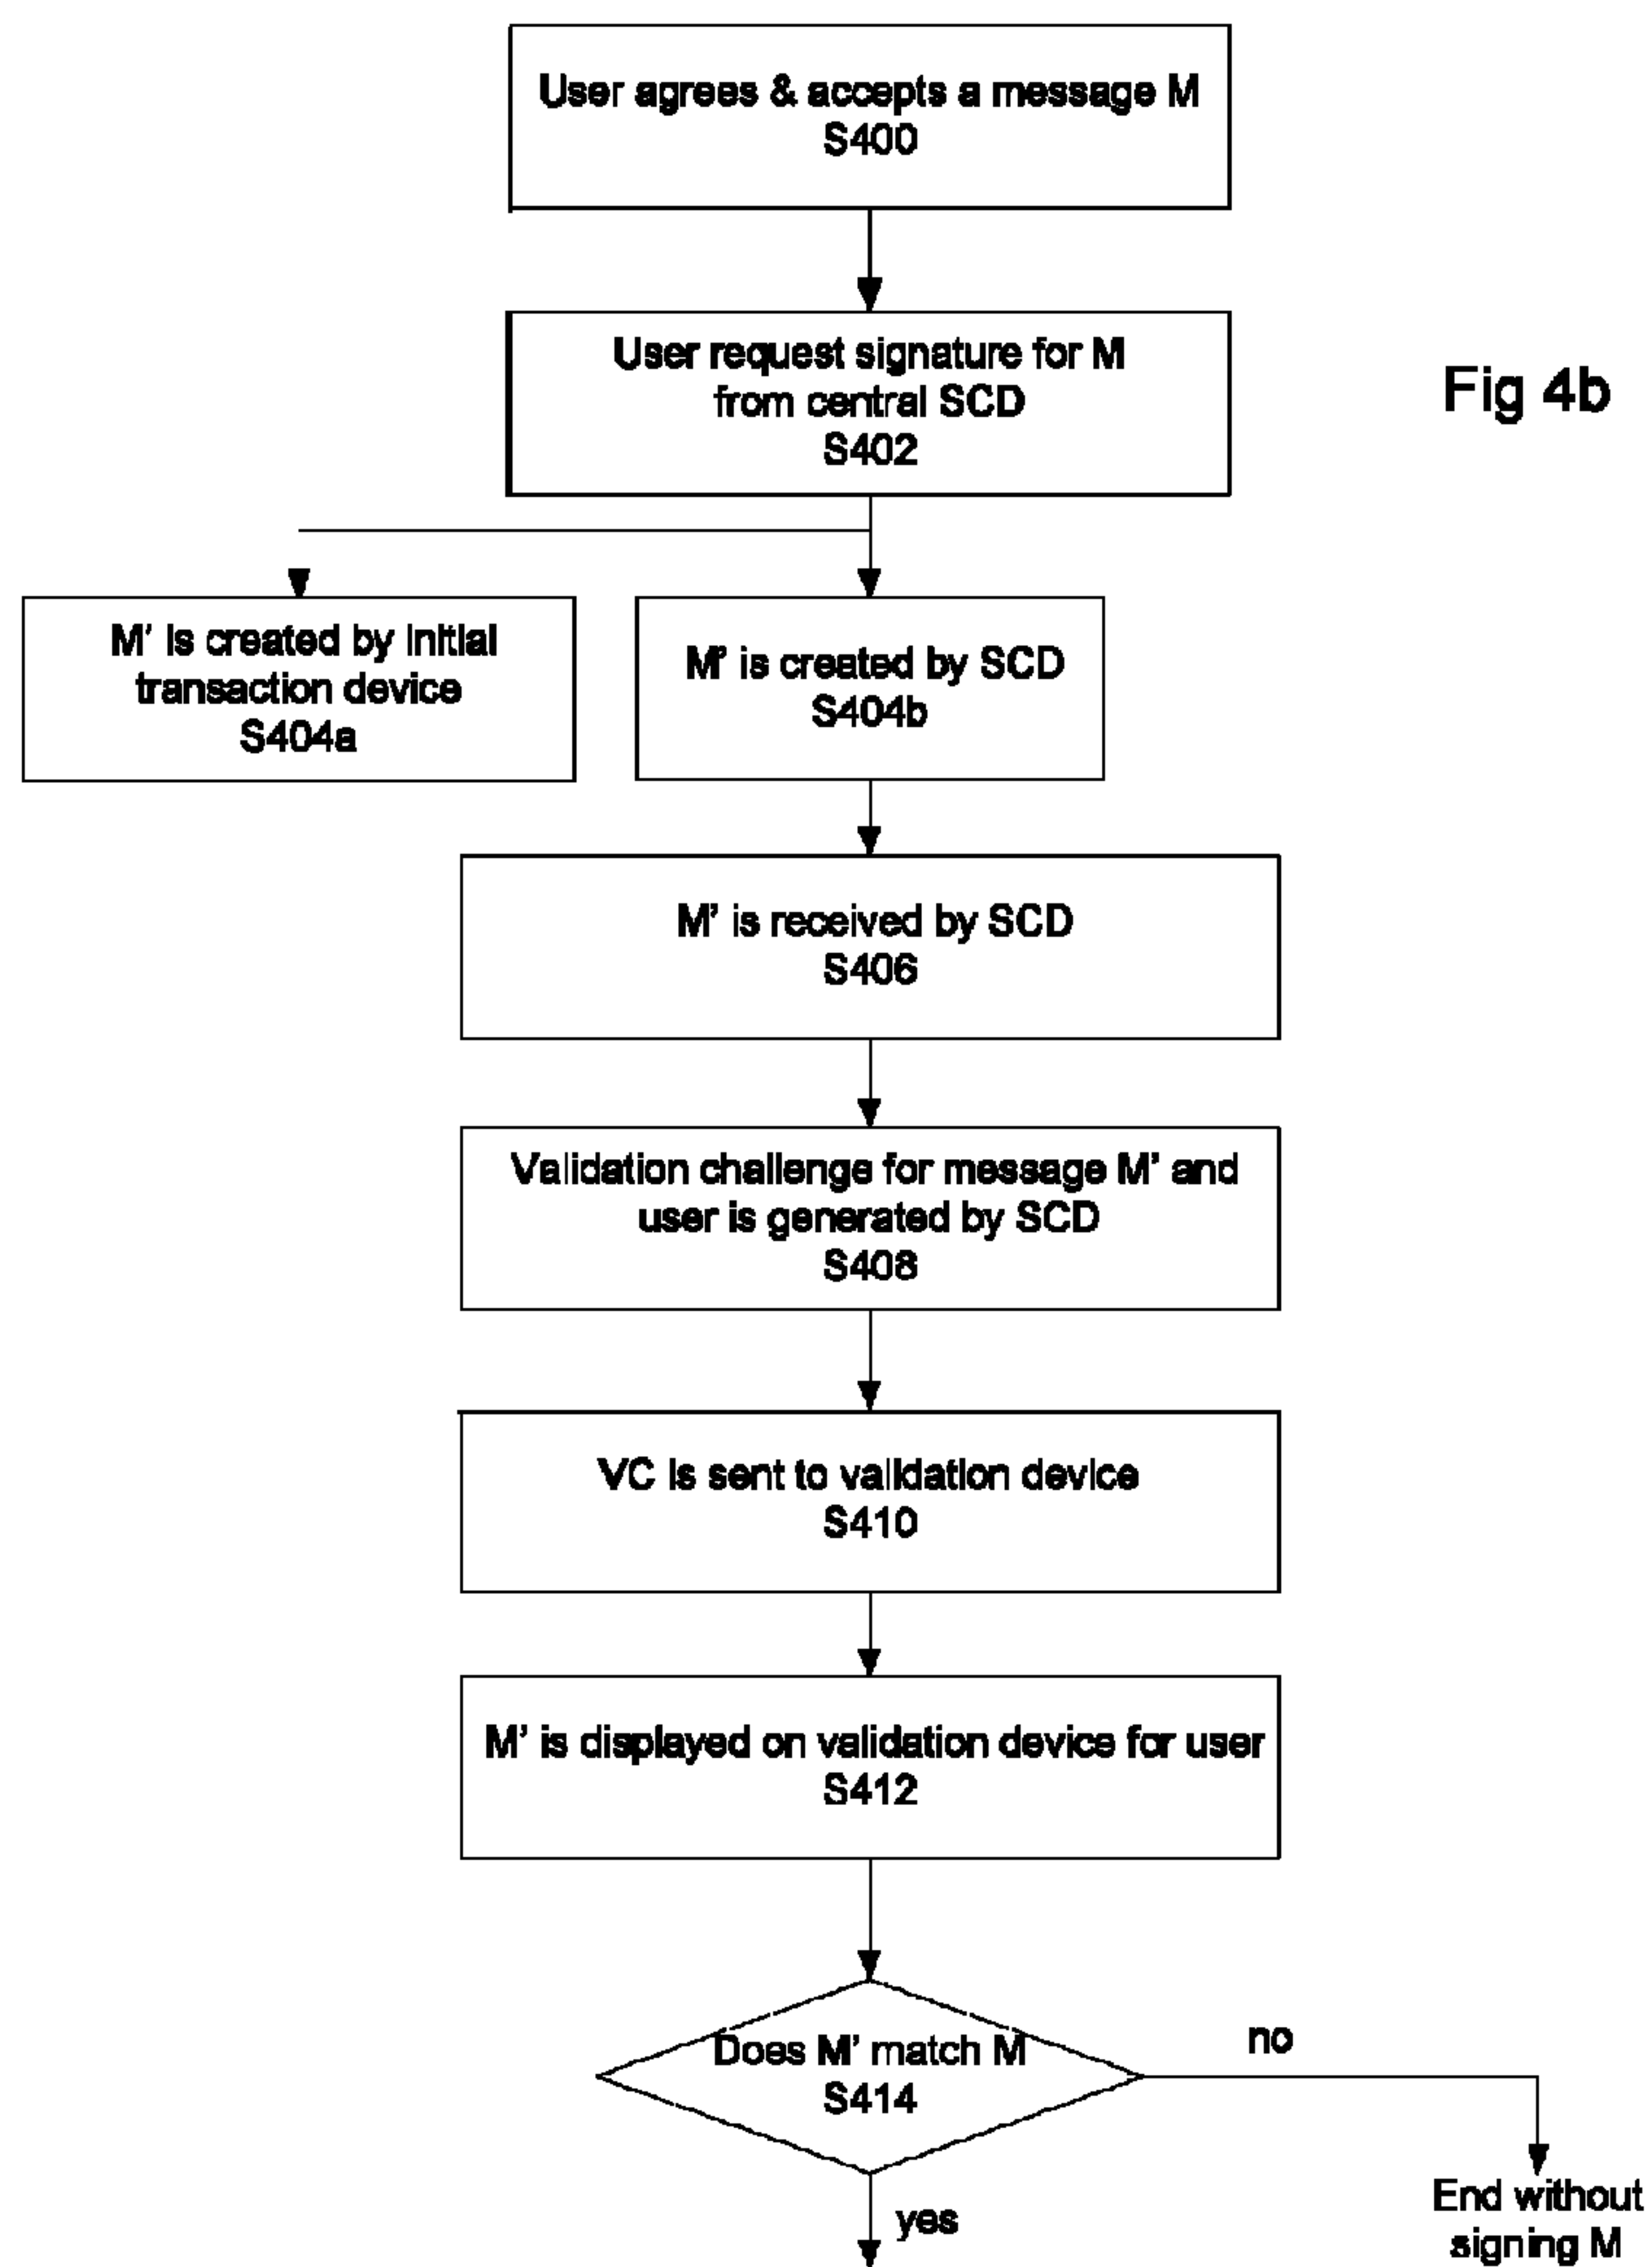 User agrees & accepts a message M
S400
User request signature for M
from central SCD
S402
Fig 4b
M' is created by initial
transaction device
S404a
M' is created by SCD
S404b
M' is received by SCD
S406
Validation challenge for message M' and
user is generated by SCD
S408
VC is sent to validation device
S410
M' is displayed on validation device for user
S412
Does M' match M
S414
no
yes
End without
signing M